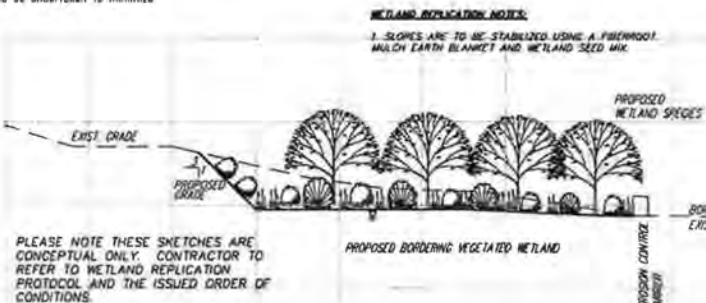 WETLAND REPLICATION NOTES:
1. SLOPES ARE TO BE STABILIZED USING A FIBERROOT
MULCH EARTH BLANKET AND WETLAND SEED MIX.
PROPOSED
WETLAND SPECIES
EXIST. GRADE
PROPOSED
GRADE
PLEASE NOTE THESE SKETCHES ARE
CONCEPTUAL ONLY. CONTRACTOR TO
REFER TO WETLAND REPLICATION
PROTOCOL AND THE ISSUED ORDER OF
CONDITIONS.
PROPOSED BORDERING VEGETATED WETLAND
CONTROL